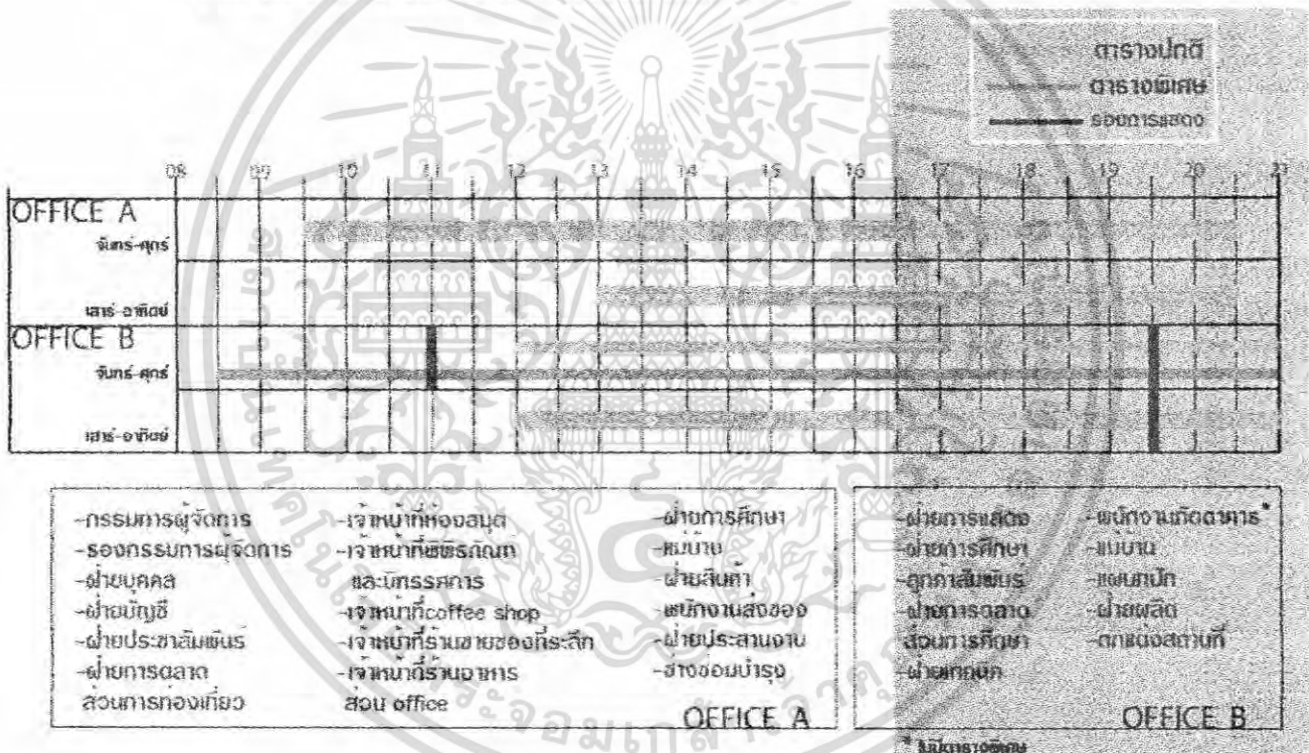 ตารางปกติ
ตารางพิเศษ
รอบการแสดง
08 09 10 11 12 13 14 15 16 17 18 19 20 21
OFFICE A
จันทร์-ศุกร์
เสาร์-อาทิตย์
OFFICE B
จันทร์-ศุกร์
เสาร์-อาทิตย์
-กรรมการผู้จัดการ
-รองกรรมการผู้จัดการ
-ฝ่ายบุคคล
-ฝ่ายบัญชี
-ฝ่ายประชาสัมพันธ์
-ฝ่ายการตลาด
ส่วนการท่องเที่ยว
-เจ้าหน้าที่ห้องสมุด
-เจ้าหน้าที่พิพิธภัณฑ์
และนิทรรศการ
-เจ้าหน้าที่coffee shop
-เจ้าหน้าที่ร้านขายของที่ระลึก
-เจ้าหน้าที่ร้านอาหาร
ส่วน office
-ฝ่ายการศึกษา
-แม่บ้าน
-ฝ่ายสินค้า
-พนักงานส่งของ
-ฝ่ายประสานงาน
-ช่างซ่อมบำรุง
OFFICE A
-ฝ่ายการแสดง
-ฝ่ายการศึกษา
-ลูกค้าสัมพันธ์
-ฝ่ายการตลาด
ส่วนการศึกษา
-ฝ่ายเทคนิค
-พนักงานภัตตาคาร*
-แม่บ้าน
-แผนกปัก
-ฝ่ายผลิต
-ตกแต่งสถานที่
OFFICE B
* ไม่มีตารางพิเศษ